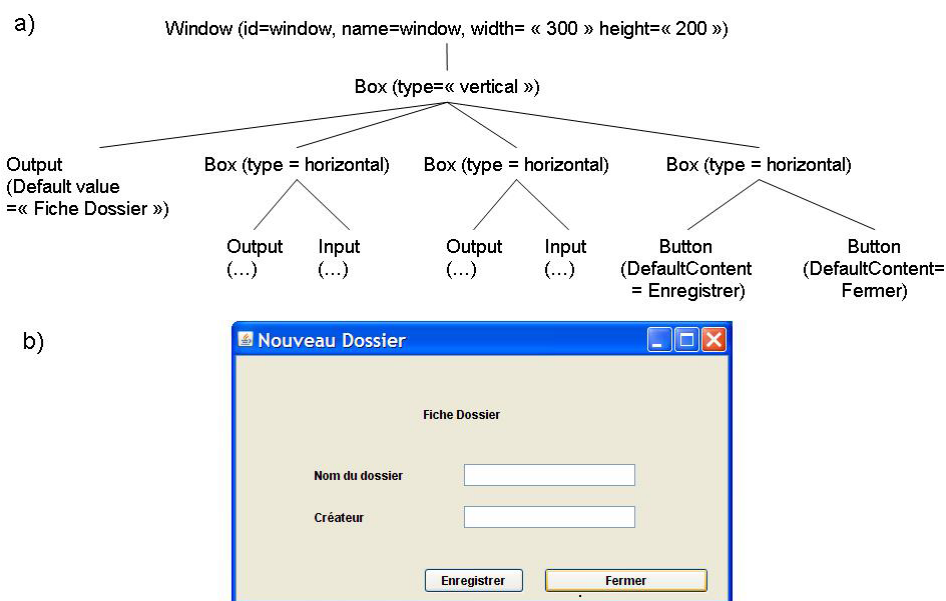 a)
Window (id=window, name=window, width= « 300 » height=« 200 »)
Box (type=« vertical »)
Output
(Default value
=« Fiche Dossier »)
Box (type = horizontal)
Box (type = horizontal)
Box (type = horizontal)
Output
(...)
Input
(...)
Output
(...)
Input
(...)
Button
(DefaultContent
= Enregistrer)
Button
(DefaultContent=
Fermer)
b)
Nouveau Dossier
Fiche Dossier
Nom du dossier
Créateur
Enregistrer
Fermer